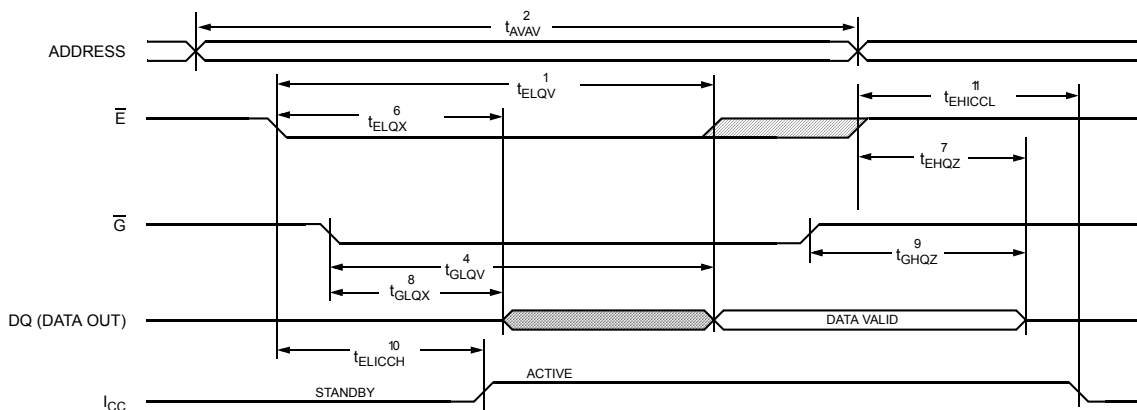 2
tAVAV
ADDRESS
1
tELQV
11
tEHICCL
E̅
6
tELQX
7
tEHQZ
G̅
9
tGHQZ
4
tGLQV
8
tGLQX
DQ (DATA OUT)
DATA VALID
10
tELICCH
ACTIVE
STANDBY
ICC